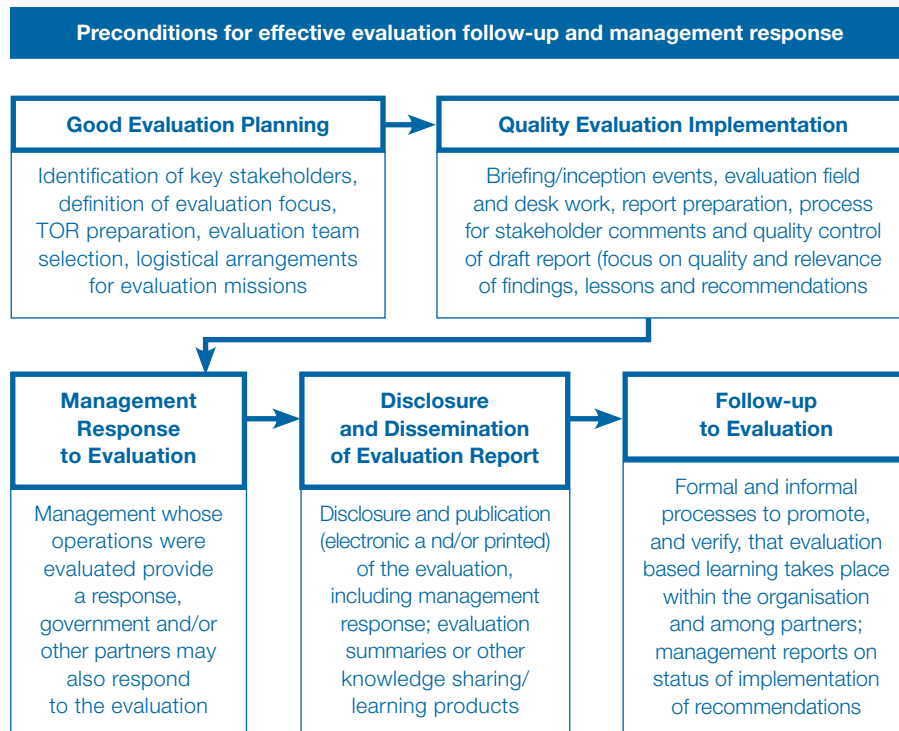 Preconditions for effective evaluation follow-up and management response
Good Evaluation Planning
Identification of key stakeholders,
definition of evaluation focus,
TOR preparation, evaluation team
selection, logistical arrangements
for evaluation missions
Quality Evaluation Implementation
Briefing/inception events, evaluation field
and desk work, report preparation, process
for stakeholder comments and quality control
of draft report (focus on quality and relevance
of findings, lessons and recommendations
Management
Response
to Evaluation
Management whose
operations were
evaluated provide
a response,
government and/or
other partners may
also respond
to the evaluation
Disclosure
and Dissemination
of Evaluation Report
Disclosure and publication
(electronic a nd/or printed)
of the evaluation,
including management
response; evaluation
summaries or other
knowledge sharing/
learning products
Follow-up
to Evaluation
Formal and informal
processes to promote,
and verify, that evaluation
based learning takes place
within the organisation
and among partners;
management reports on
status of implementation
of recommendations